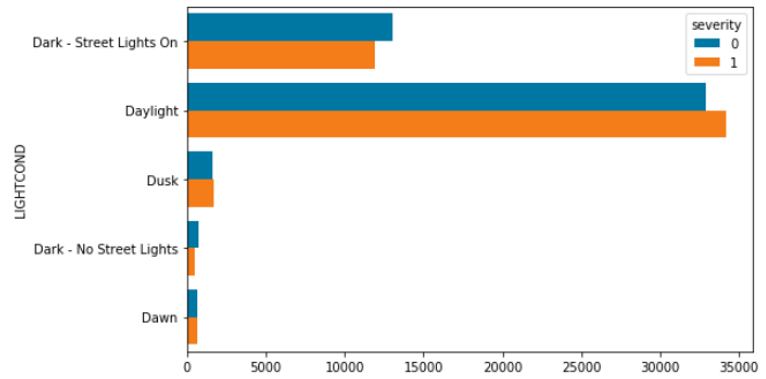 severity
0
1
Dark - Street Lights On
Daylight
Dusk
Dark - No Street Lights
Dawn
LIGHTCOND
0 5000 10000 15000 20000 25000 30000 35000